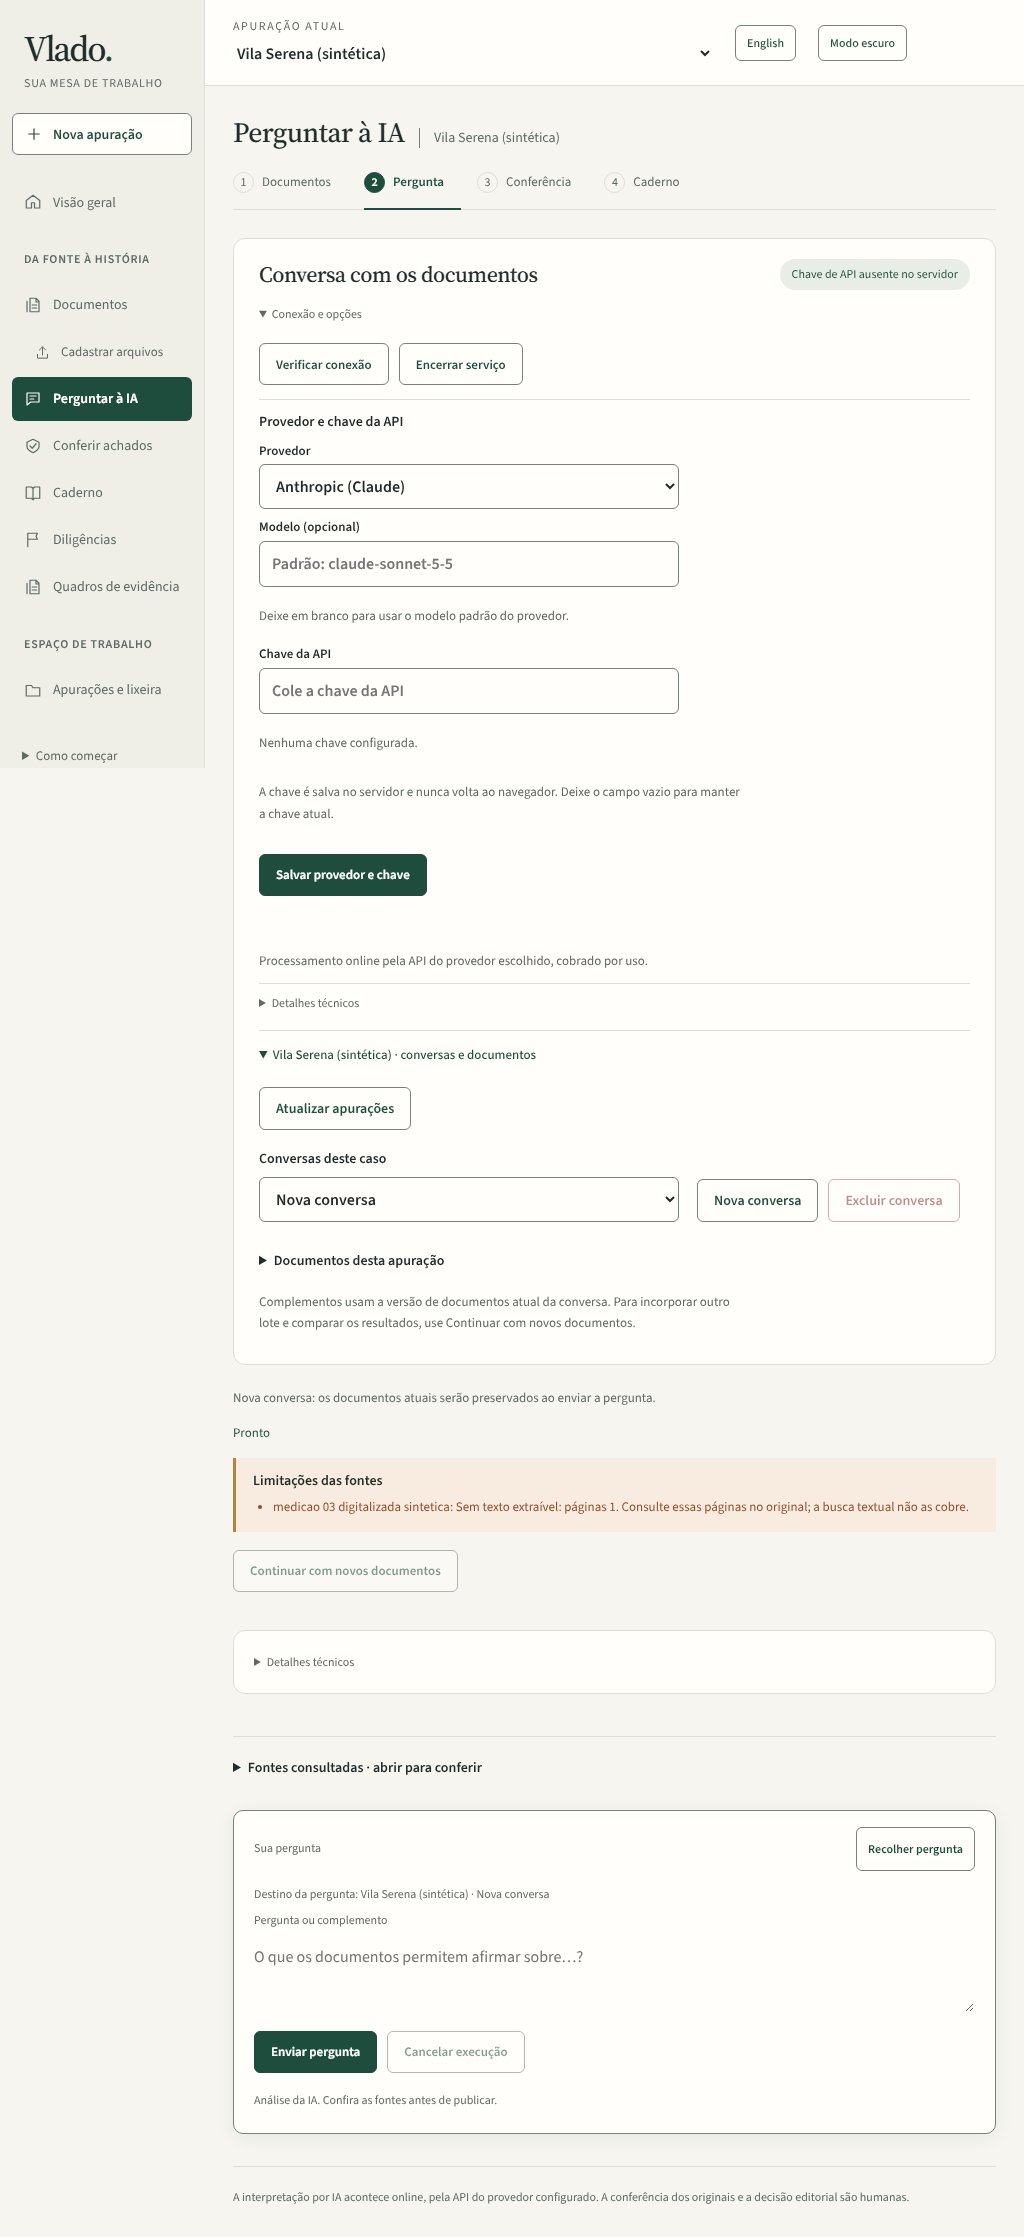 Vlado.
SUA MESA DE TRABALHO
Nova apuração
Visão geral
DA FONTE À HISTÓRIA
Documentos
Cadastrar arquivos
Perguntar à IA
Conferir achados
Caderno
Diligências
Quadros de evidência
ESPAÇO DE TRABALHO
Apurações e lixeira
Como começar
APURAÇÃO ATUAL
Vila Serena (sintética)
English
Modo escuro
Perguntar à IA
Vila Serena (sintética)
1 Documentos
2 Pergunta
3 Conferência
4 Caderno
Conversa com os documentos
Chave de API ausente no servidor
Conexão e opções
Verificar conexão
Encerrar serviço
Provedor e chave da API
Provedor
Anthropic (Claude)
Modelo (opcional)
Padrão: claude-sonnet-5-5
Deixe em branco para usar o modelo padrão do provedor.
Chave da API
Cole a chave da API
Nenhuma chave configurada.
A chave é salva no servidor e nunca volta ao navegador. Deixe o campo vazio para manter
a chave atual.
Salvar provedor e chave
Processamento online pela API do provedor escolhido, cobrado por uso.
Detalhes técnicos
Vila Serena (sintética) · conversas e documentos
Atualizar apurações
Conversas deste caso
Nova conversa
Nova conversa
Excluir conversa
Documentos desta apuração
Complementos usam a versão de documentos atual da conversa. Para incorporar outro
lote e comparar os resultados, use Continuar com novos documentos.
Nova conversa: os documentos atuais serão preservados ao enviar a pergunta.
Pronto
Limitações das fontes
• medicao 03 digitalizada sintetica: Sem texto extraível: páginas 1. Consulte essas páginas no original; a busca textual não as cobre.
Continuar com novos documentos
Detalhes técnicos
Fontes consultadas · abrir para conferir
Sua pergunta
Recolher pergunta
Destino da pergunta: Vila Serena (sintética) · Nova conversa
Pergunta ou complemento
O que os documentos permitem afirmar sobre…?
Enviar pergunta
Cancelar execução
Análise da IA. Confira as fontes antes de publicar.
A interpretação por IA acontece online, pela API do provedor configurado. A conferência dos originais e a decisão editorial são humanas.